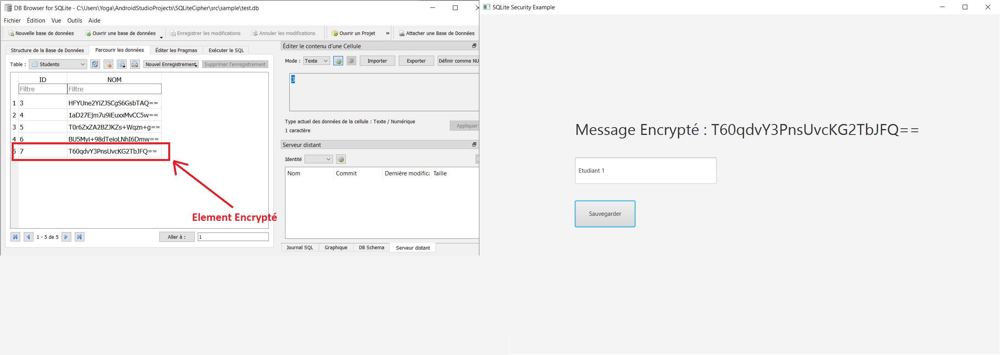 DB Browser for SQLite - C:\Users\Yoga\AndroidStudioProjects\SQLiteCipher\src\sample\test.db
Fichier Édition Vue Outils Aide
Nouvelle base de données Ouvrir une base de données Enregistrer les modifications Annuler les modifications Ouvrir un Projet » Attacher une Base de Données
Structure de la Base de Données Parcourir les données Éditer les Pragmas Exécuter le SQL
Table : Students Nouvel Enregistrement Supprimer l'enregistrement
ID NOM
Filtre Filtre
1 3 HFYUne2YiZJSCgS6GsbTAQ==
2 4 1aD27Ejm7u9iEuxxMvCC5w==
3 5 T0r6ZxZA2BZJKZs+Wqzn+g==
4 6 BU5Myi+98dTeioLNhI6Dmw==
5 7 T60qdvY3PnsUvcKG2TbJFQ==
Element Encrypté
1 - 5 de 5 Aller à : 1
Éditer le contenu d'une Cellule
Mode : Texte Importer Exporter Définir comme NU
3
Type actuel des données de la cellule : Texte / Numérique
1 caractère
Appliquer
Serveur distant
Identité
Nom Commit Dernière modifica Taille
Journal SQL Graphique DB Schema Serveur distant
SQLite Security Example
Message Encrypté : T60qdvY3PnsUvcKG2TbJFQ==
Etudiant 1
Sauvegarder